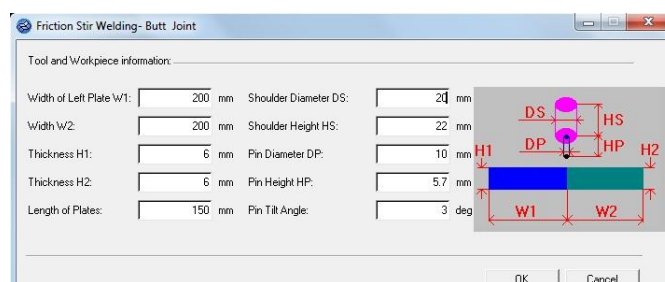 Friction Stir Welding- Butt Joint
Tool and Workpiece information:
Width of Left Plate W1: 200 mm Shoulder Diameter DS: 20 mm
Width W2: 200 mm Shoulder Height HS: 22 mm
Thickness H1: 6 mm Pin Diameter DP: 10 mm
Thickness H2: 6 mm Pin Height HP: 5.7 mm
Length of Plates: 150 mm Pin Tilt Angle: 3 deg
DS HS
DP HP
H1 H2
W1 W2
OK Cancel